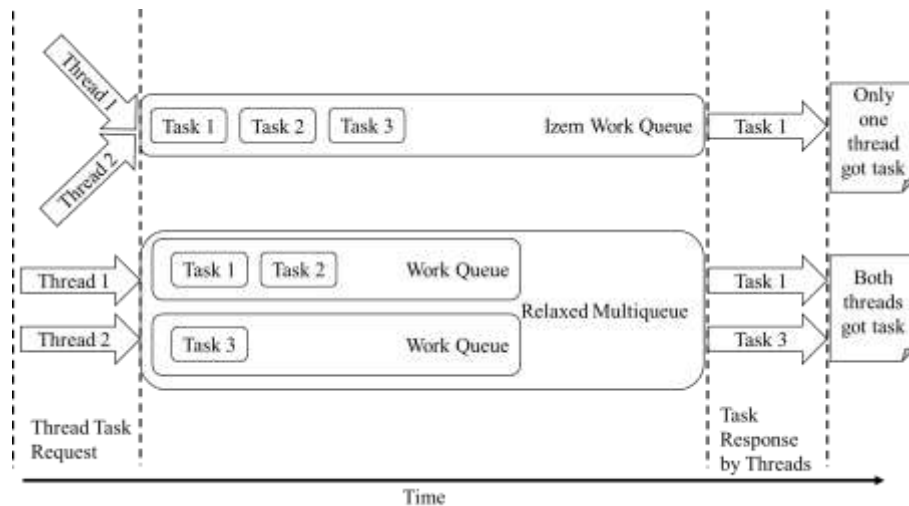 Thread 1
Thread 2
Task 1
Task 2
Task 3
Izem Work Queue
Task 1
Only
one
thread
got task
Thread 1
Thread 2
Task 1
Task 2
Work Queue
Task 3
Work Queue
Relaxed Multiqueue
Task 1
Task 3
Both
threads
got task
Thread Task
Request
Task
Response
by Threads
Time